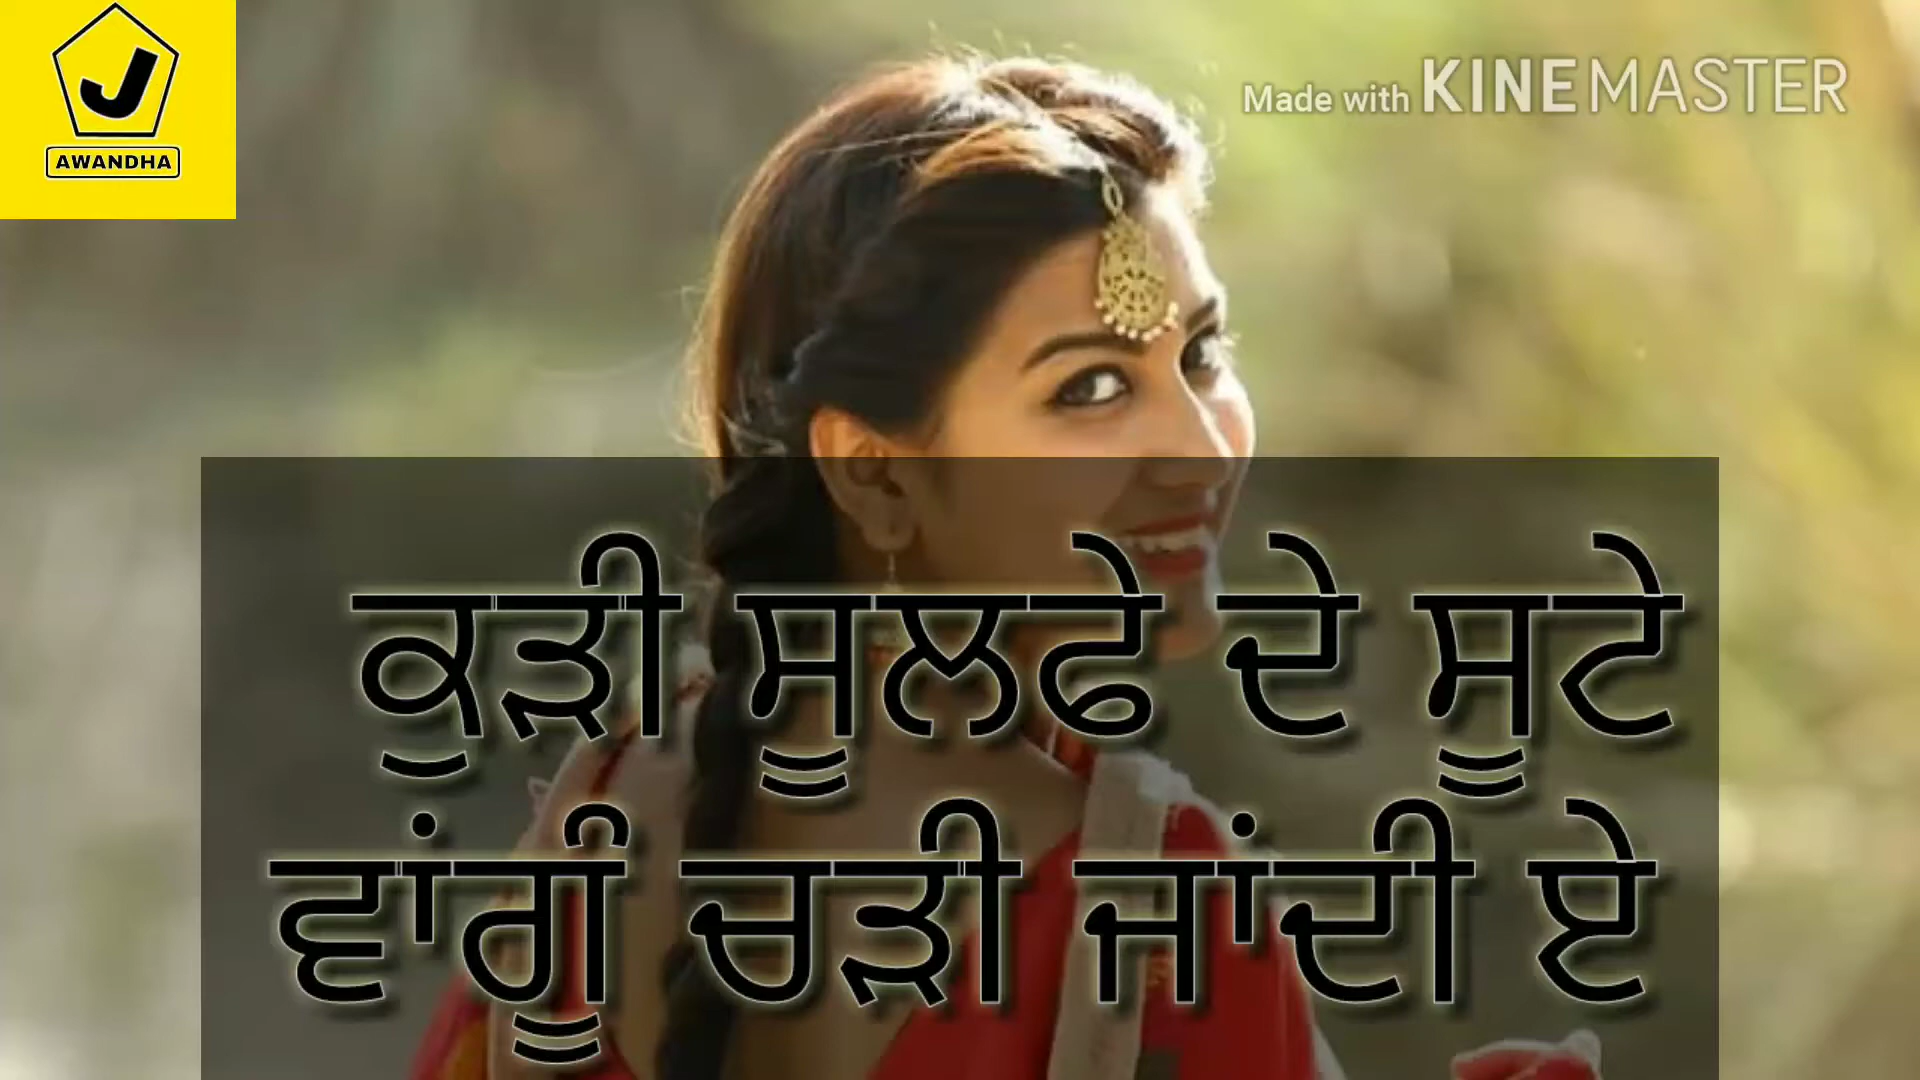 J
AWANDHA
Made with KINEMASTER
ਕੁੜੀ ਸੂਲਫੇ ਦੇ ਸੂਟੇ
ਵਾਂਗੂੰ ਚੜੀ ਜਾਂਦੀ ਏ